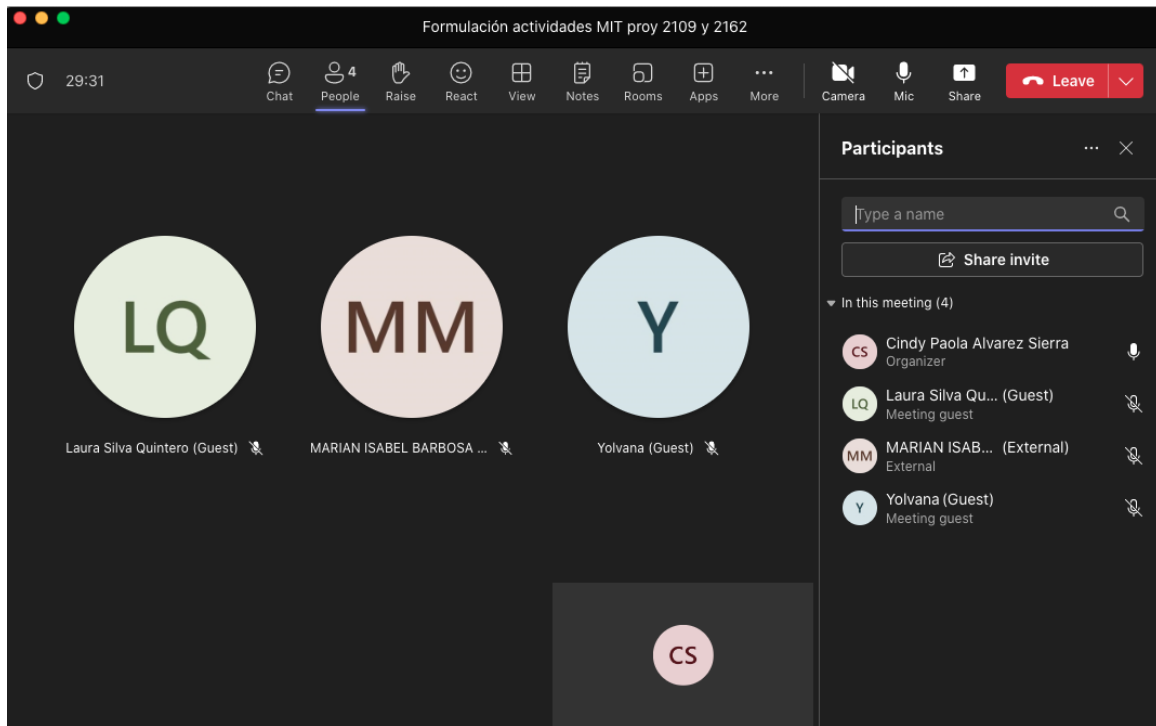 Formulación actividades MIT proy 2109 y 2162
29:31
Chat
4
People
Raise
React
View
Notes
Rooms
Apps
More
Camera
Mic
Share
Leave
LQ
Laura Silva Quintero (Guest)
MM
MARIAN ISABEL BARBOSA ...
Y
Yolvana (Guest)
CS
Participants
Type a name
Share invite
In this meeting (4)
CS
Cindy Paola Alvarez Sierra
Organizer
LQ
Laura Silva Qu... (Guest)
Meeting guest
MM
MARIAN ISAB... (External)
External
Y
Yolvana (Guest)
Meeting guest